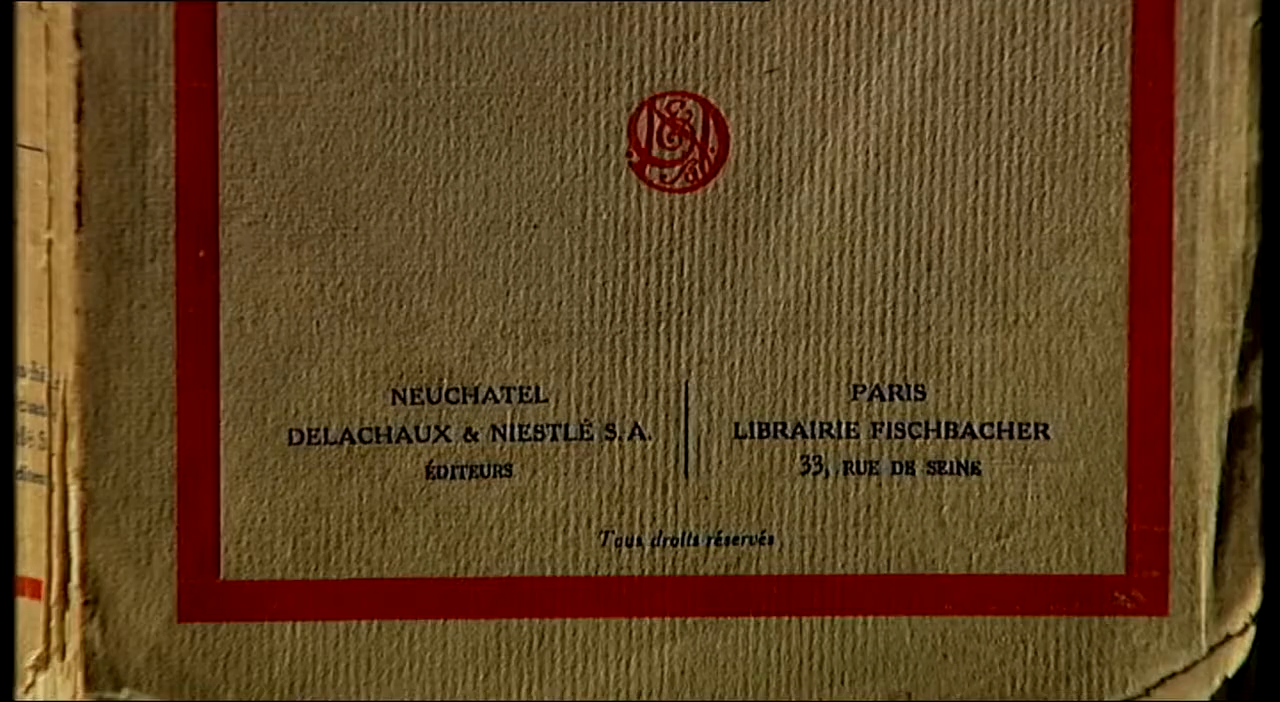 NEUCHATEL
DELACHAUX & NIESTLÉ S.A.
ÉDITEURS
PARIS
LIBRAIRIE FISCHBACHER
33, RUE DE SEINE
Tous droits réservés